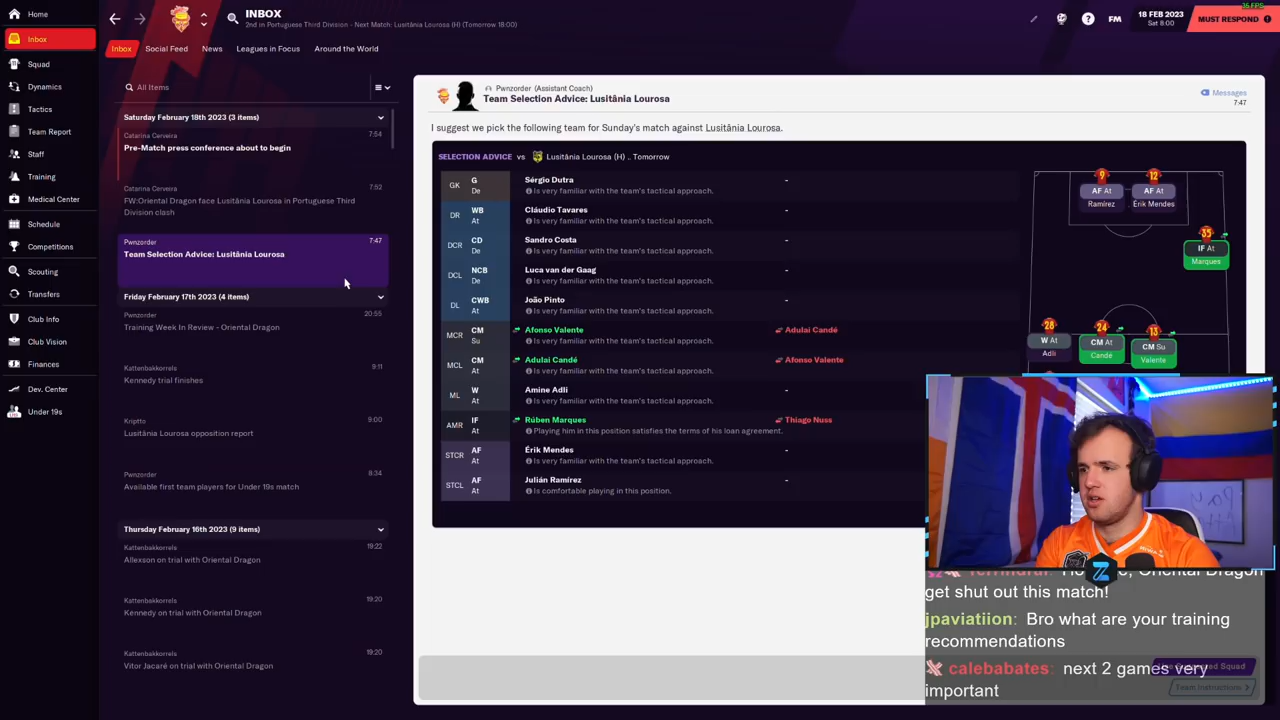 36 FPS
Home
Inbox
Squad
Dynamics
Tactics
Team Report
Staff
Training
Medical Center
Schedule
Competitions
Scouting
Transfers
Club Info
Club Vision
Finances
Dev. Center
Under 19s
INBOX
2nd in Portuguese Third Division - Next Match: Lusitânia Lourosa (H) (Tomorrow 18:00)
FM
18 FEB 2023
Sat 8:00
MUST RESPOND
Inbox Social Feed News Leagues in Focus Around the World
All Items
Saturday February 18th 2023 (3 items)
Catarina Cerveira 7:54
Pre-Match press conference about to begin
Catarina Cerveira 7:52
FW:Oriental Dragon face Lusitânia Lourosa in Portuguese Third
Division clash
Pwnzorder 7:47
Team Selection Advice: Lusitânia Lourosa
Friday February 17th 2023 (4 items)
Pwnzorder 20:55
Training Week In Review - Oriental Dragon
Kattenbakkorrels 9:11
Kennedy trial finishes
Kriptto 9:00
Lusitânia Lourosa opposition report
Pwnzorder 8:34
Available first team players for Under 19s match
Thursday February 16th 2023 (9 items)
Kattenbakkorrels 19:22
Allexson on trial with Oriental Dragon
Kattenbakkorrels 19:20
Kennedy on trial with Oriental Dragon
Kattenbakkorrels 19:20
Vitor Jacaré on trial with Oriental Dragon
Pwnzorder (Assistant Coach)
Team Selection Advice: Lusitânia Lourosa
Messages
7:47
I suggest we pick the following team for Sunday's match against Lusitânia Lourosa.
SELECTION ADVICE vs Lusitânia Lourosa (H) .. Tomorrow
GK G De Sérgio Dutra -
Is very familiar with the team's tactical approach.
DR WB At Cláudio Tavares -
Is very familiar with the team's tactical approach.
DCR CD De Sandro Costa -
Is very familiar with the team's tactical approach.
DCL NCB De Luca van der Gaag -
Is very familiar with the team's tactical approach.
DL CWB At João Pinto -
Is very familiar with the team's tactical approach.
MCR CM Su Afonso Valente Adulai Candé
Is very familiar with the team's tactical approach.
MCL CM At Adulai Candé Afonso Valente
Is very familiar with the team's tactical approach.
ML W At Amine Adli -
Is very familiar with the team's tactical approach.
AMR IF At Rúben Marques Thiago Nuss
Playing him in this position satisfies the terms of his loan agreement.
STCR AF At Érik Mendes -
Is very familiar with the team's tactical approach.
STCL AF At Julián Ramírez -
Is comfortable playing in this position.
9 12
AF At AF At
Ramírez Érik Mendes
35
IF At
Marques
28 24 13
W At CM At CM Su
Adli Candé Valente
Oriental Dragon
get shut out this match!
jpaviatiion: Bro what are your training
recommendations
calebabates: next 2 games very
important
Squad
Team Instructions